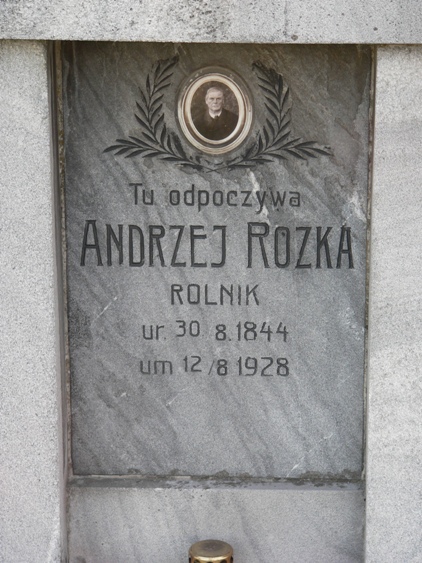 Tu odpoczywa
ANDRZEJ ROZKA
ROLNIK
ur. 30 8.1844
um 12/8 1928